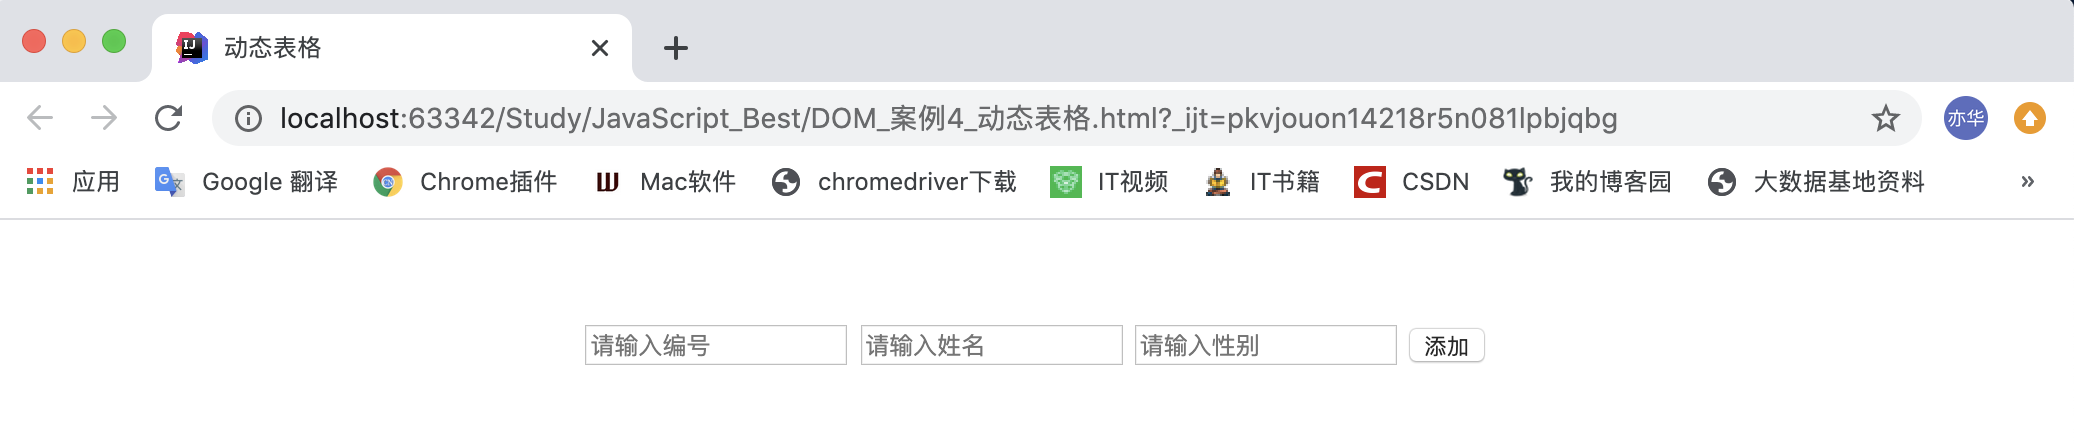 动态表格
localhost:63342/Study/JavaScript_Best/DOM_案例4_动态表格.html?_ijt=pkvjouon14218r5n081lpbjqbg 亦华
应用 Google 翻译 Chrome插件 Mac软件 chromedriver下载 IT视频 IT书籍 CSDN 我的博客园 大数据基地资料 »
请输入编号 请输入姓名 请输入性别 添加